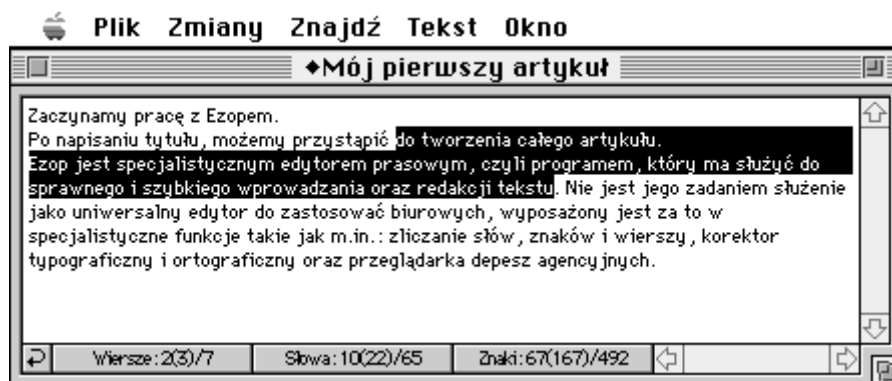 Plik Zmiany Znajdź Tekst Okno
◆Mój pierwszy artykuł
Zaczynamy pracę z Ezopem.
Po napisaniu tytułu, możemy przystąpić do tworzenia całego artykułu.
Ezop jest specjalistycznym edytorem prasowym, czyli programem, który ma służyć do
sprawnego i szybkiego wprowadzania oraz redakcji tekstu. Nie jest jego zadaniem służenie
jako uniwersalny edytor do zastosować biurowych, wyposażony jest za to w
specjalistyczne funkcje takie jak m.in.: zliczanie słów, znaków i wierszy, korektor
typograficzny i ortograficzny oraz przeglądarka depesz agencyjnych.
Wiersze:2(3)/7 Słowa:10(22)/65 Znaki:67(167)/492